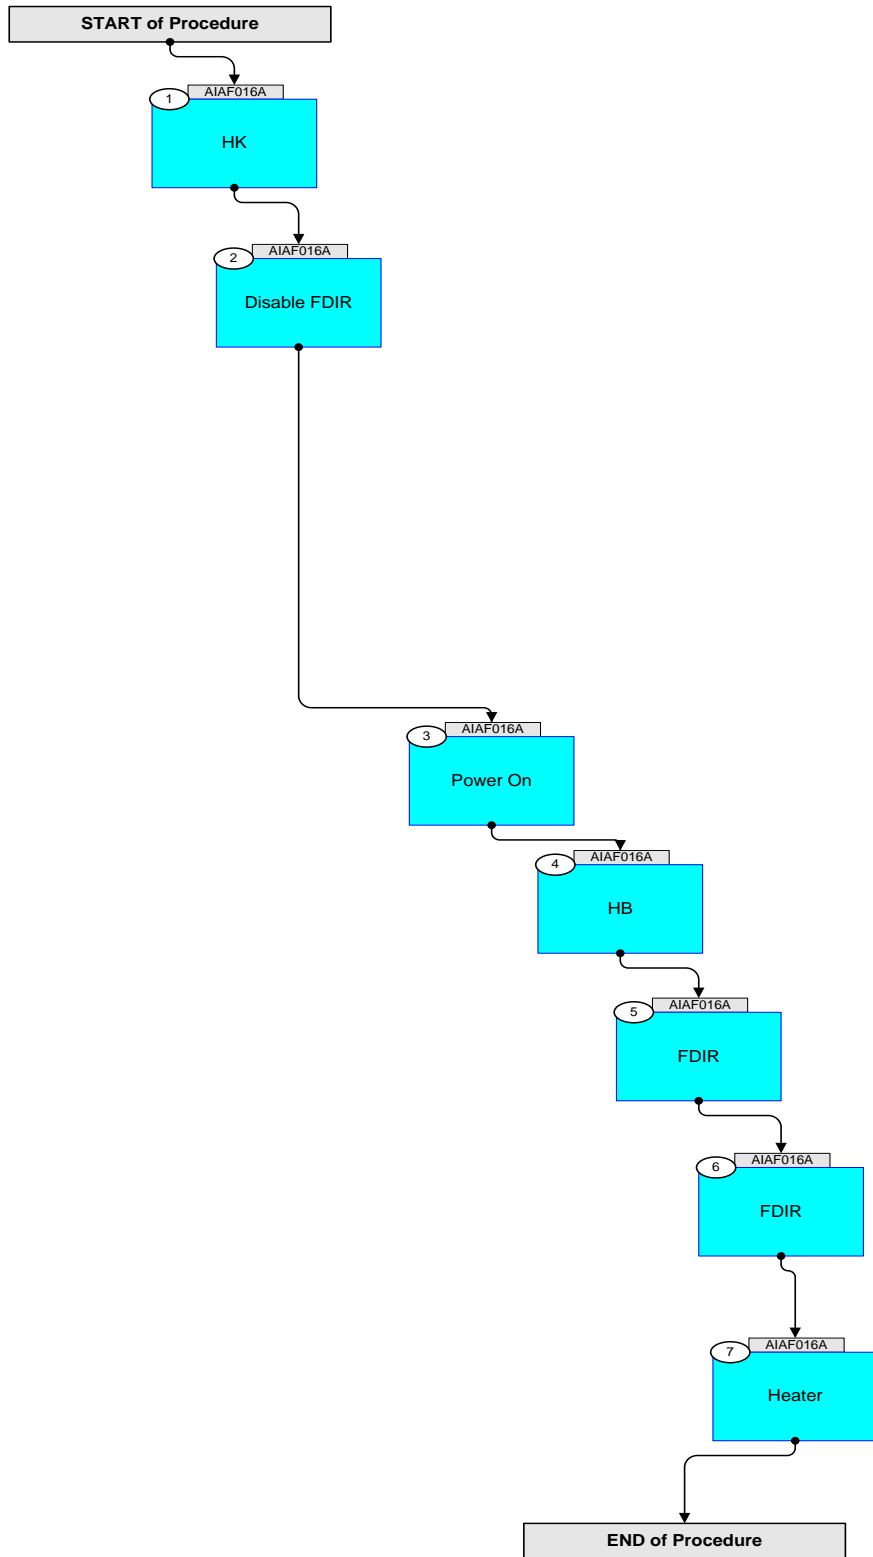 START of Procedure
AIAF016A
1
HK
AIAF016A
2
Disable FDIR
AIAF016A
3
Power On
AIAF016A
4
HB
AIAF016A
5
FDIR
AIAF016A
6
FDIR
AIAF016A
7
Heater
END of Procedure